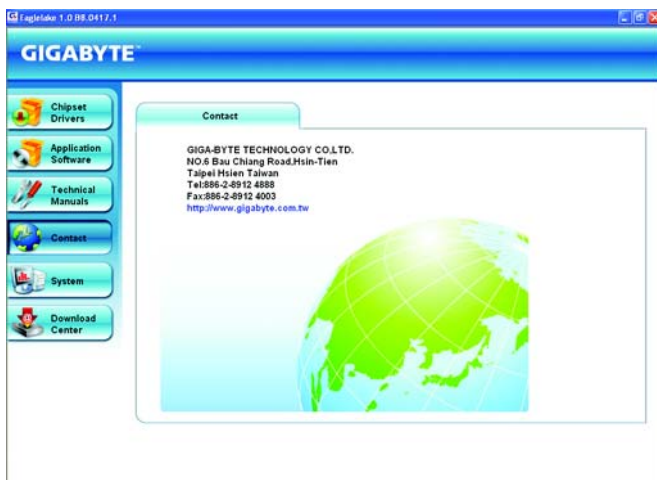 Eaglelake 1.0 B8.0417.1
GIGABYTE™
Chipset
Drivers
Application
Software
Technical
Manuals
Contact
System
Download
Center
Contact
GIGA-BYTE TECHNOLOGY CO,LTD.
NO.6 Bau Chiang Road,Hsin-Tien
Taipei Hsien Taiwan
Tel:886-2-8912 4888
Fax:886-2-8912 4003
http://www.gigabyte.com.tw